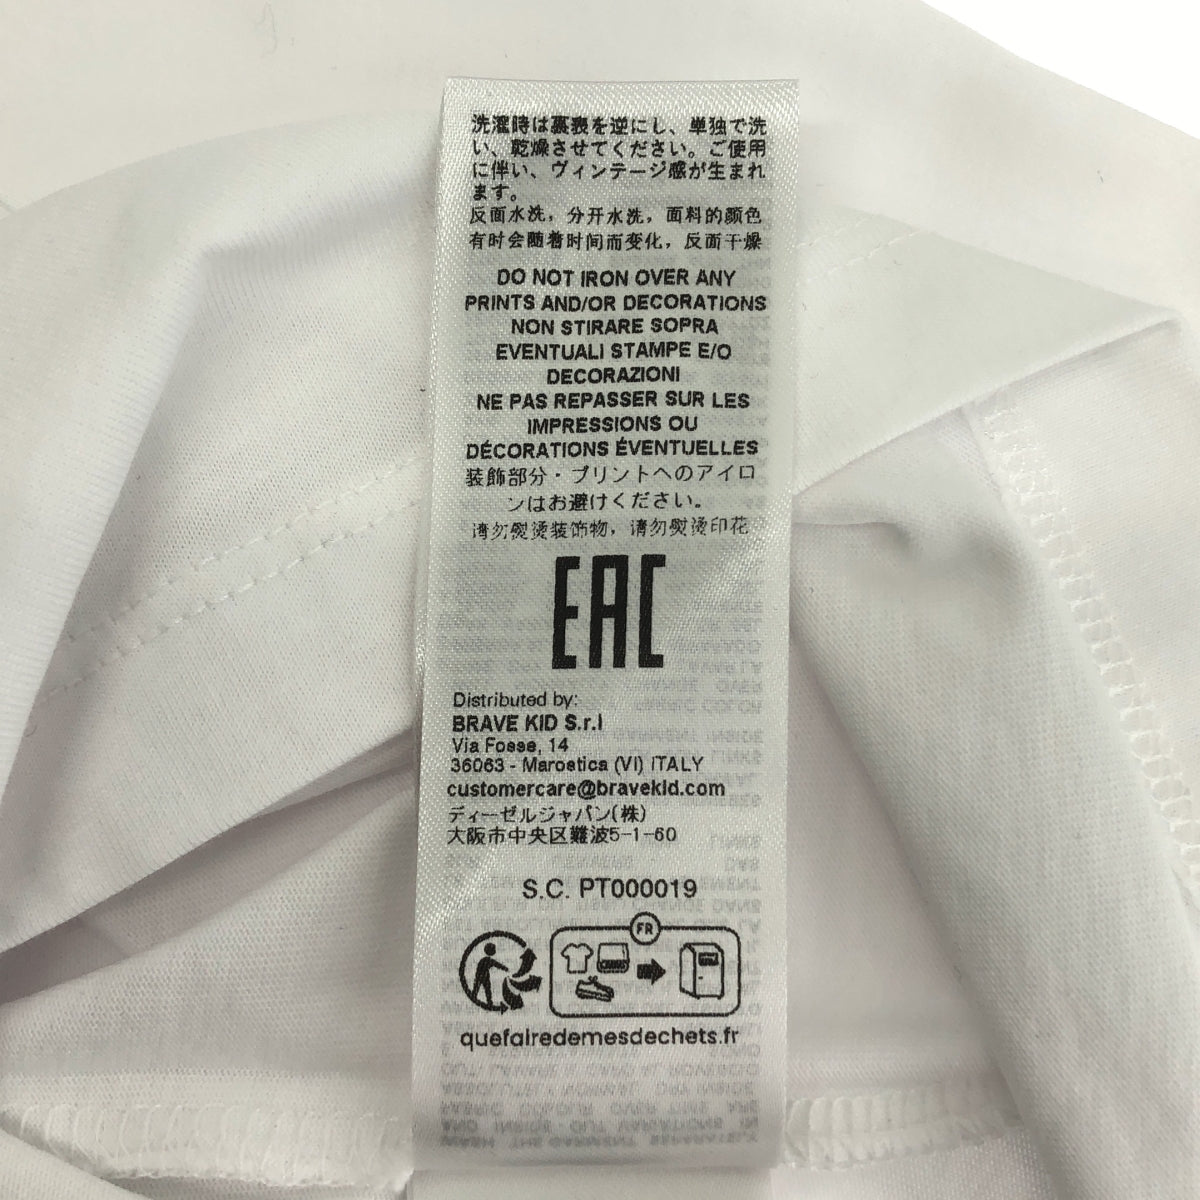 洗濯時は裏表を逆にし、単独で洗
い、乾燥させてください。ご使用
に伴い、ヴィンテージ感が生まれ
ます。
反面水洗，分开水洗，面料的颜色
有时会随着时间而变化，反面干燥
DO NOT IRON OVER ANY
PRINTS AND/OR DECORATIONS
NON STIRARE SOPRA
EVENTUALI STAMPE E/O
DECORAZIONI
NE PAS REPASSER SUR LES
IMPRESSIONS OU
DÉCORATIONS ÉVENTUELLES
装飾部分・プリントへのアイロ
ンはお避けください。
请勿熨烫装饰物，请勿熨烫印花
EAC
Distributed by:
BRAVE KID S.r.l
Via Fosse, 14
36063 - Marostica (VI) ITALY
customercare@bravekid.com
ディーゼルジャパン(株)
大阪市中央区難波5-1-60
S.C. PT000019
FR
quefairedemesdechets.fr